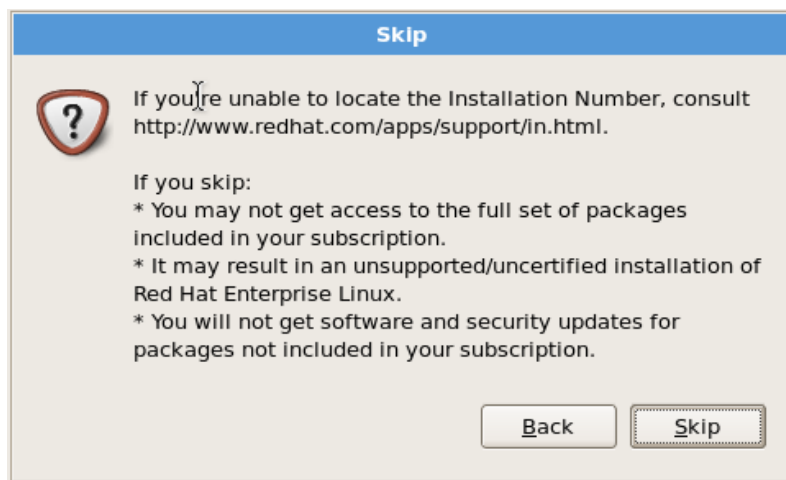 Skip
If you're unable to locate the Installation Number, consult
http://www.redhat.com/apps/support/in.html.
If you skip:
* You may not get access to the full set of packages
included in your subscription.
* It may result in an unsupported/uncertified installation of
Red Hat Enterprise Linux.
* You will not get software and security updates for
packages not included in your subscription.
Back
Skip